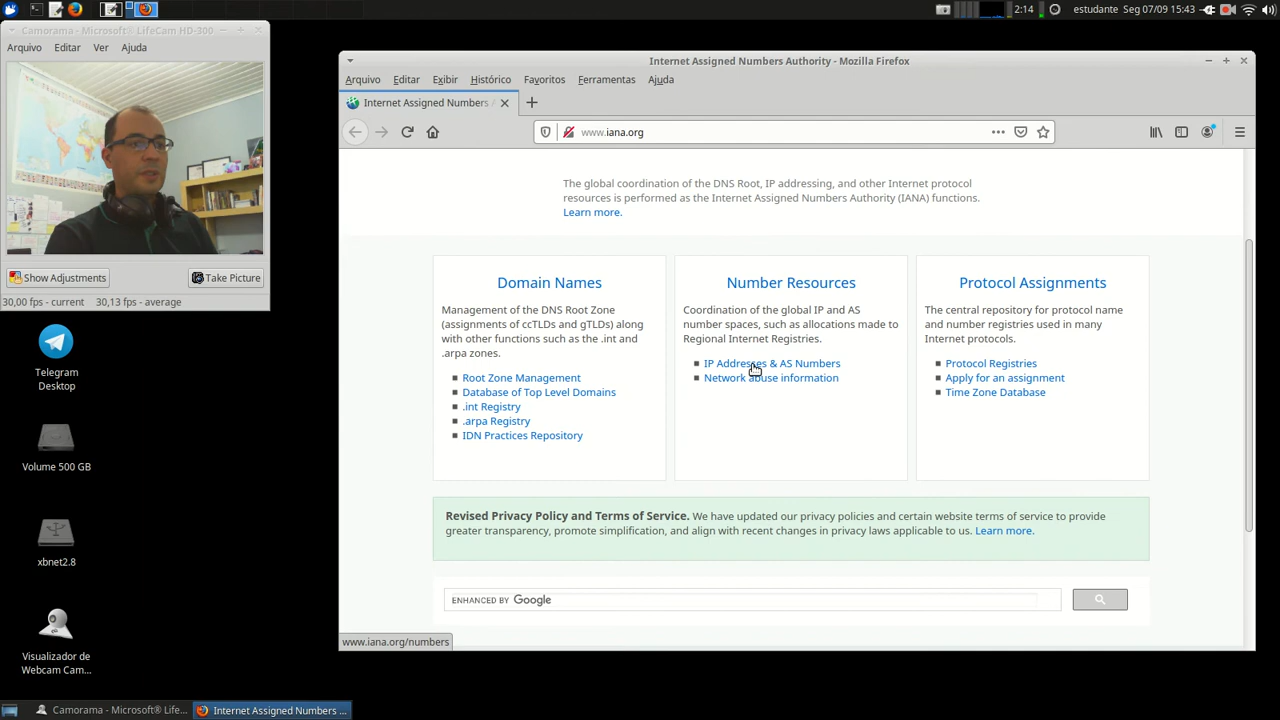 2:14 estudante Seg 07/09 15:43
Camorama - Microsoft® LifeCam HD-300
Arquivo Editar Ver Ajuda
Show Adjustments Take Picture
30,00 fps - current 30,13 fps - average
Telegram
Desktop
Volume 500 GB
xbnet2.8
Visualizador de
Webcam Cam...
Internet Assigned Numbers Authority - Mozilla Firefox
Arquivo Editar Exibir Histórico Favoritos Ferramentas Ajuda
Internet Assigned Numbers A
www.iana.org
The global coordination of the DNS Root, IP addressing, and other Internet protocol
resources is performed as the Internet Assigned Numbers Authority (IANA) functions.
Learn more.
Domain Names
Management of the DNS Root Zone
(assignments of ccTLDs and gTLDs) along
with other functions such as the .int and
.arpa zones.
Root Zone Management
Database of Top Level Domains
.int Registry
.arpa Registry
IDN Practices Repository
Number Resources
Coordination of the global IP and AS
number spaces, such as allocations made to
Regional Internet Registries.
IP Addresses & AS Numbers
Network abuse information
Protocol Assignments
The central repository for protocol name
and number registries used in many
Internet protocols.
Protocol Registries
Apply for an assignment
Time Zone Database
Revised Privacy Policy and Terms of Service. We have updated our privacy policies and certain website terms of service to provide
greater transparency, promote simplification, and align with recent changes in privacy laws applicable to us. Learn more.
ENHANCED BY Google
www.iana.org/numbers
Camorama - Microsoft® Life... Internet Assigned Numbers ...